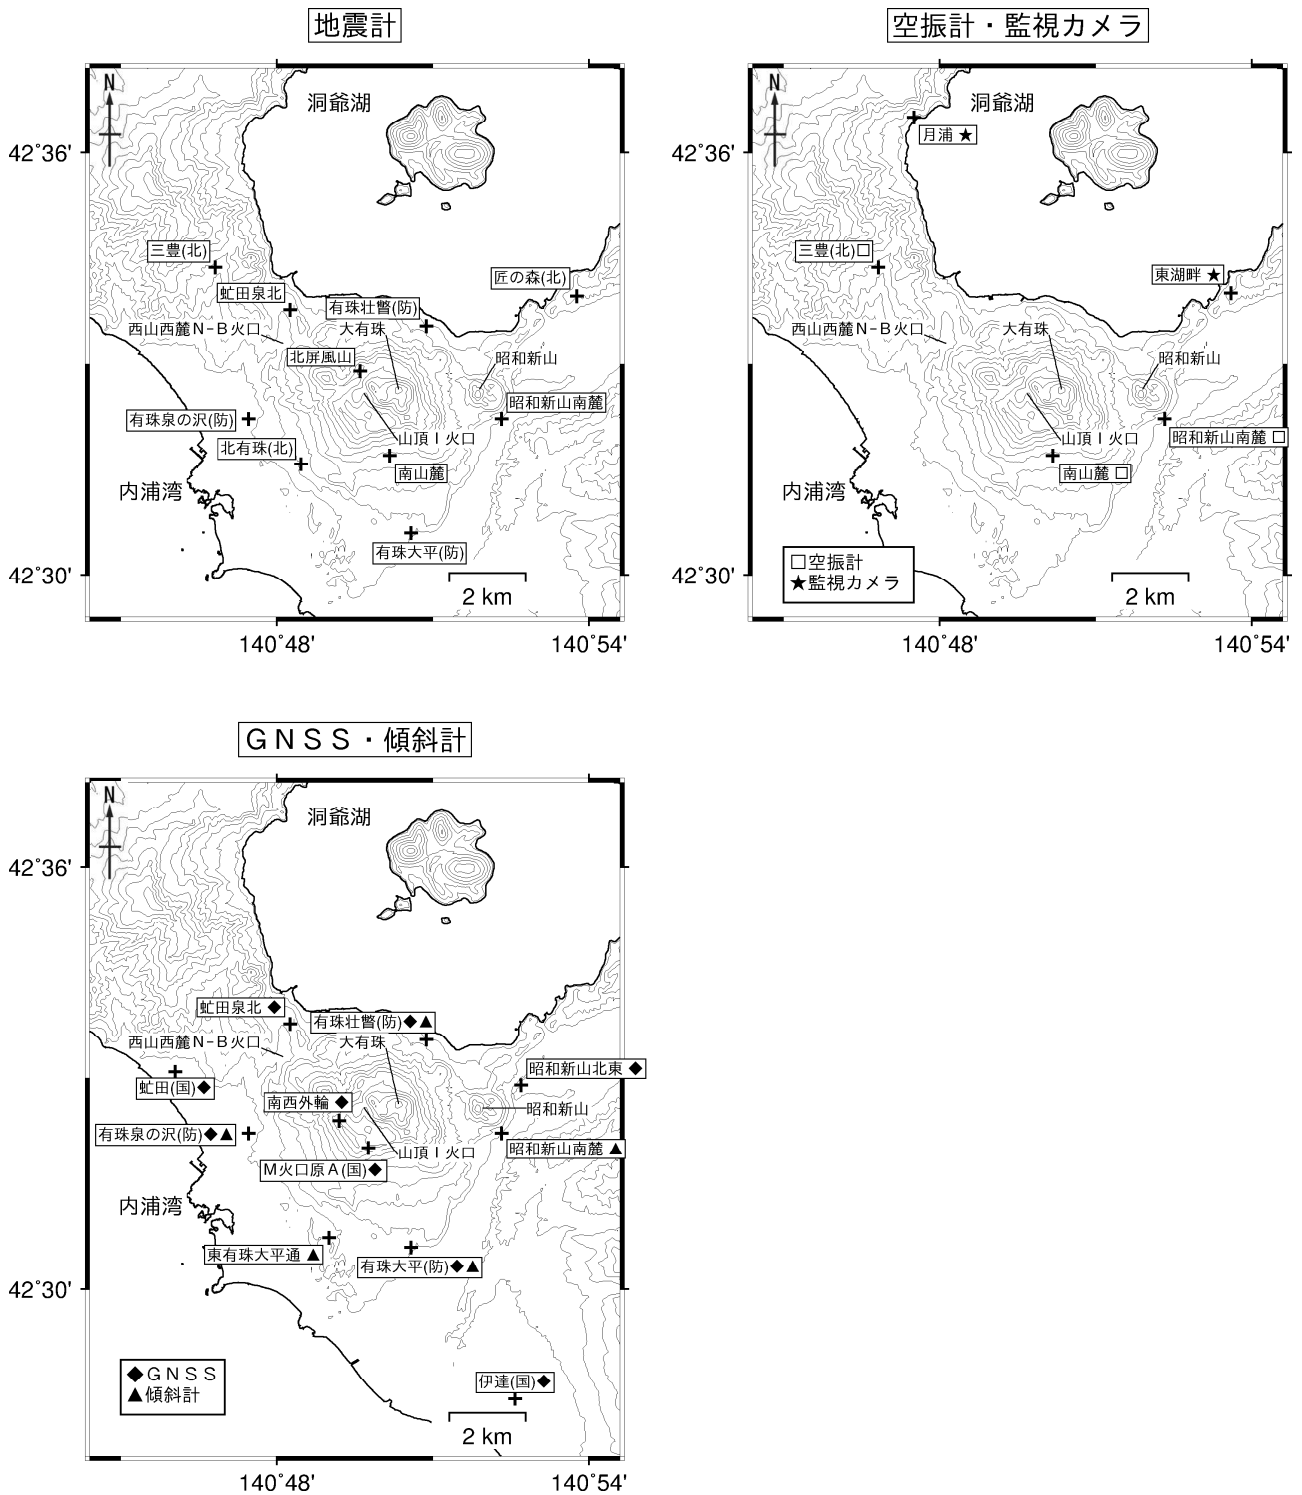 地震計
N
洞爺湖
42°36'
三豊(北)
匠の森(北)
虻田泉北
有珠壮瞥(防)
西山西麓N-B火口
大有珠
北屏風山
昭和新山
昭和新山南麓
有珠泉の沢(防)
山頂Ⅰ火口
北有珠(北)
南山麓
内浦湾
有珠大平(防)
42°30'
2 km
140°48'
140°54'
空振計・監視カメラ
N
洞爺湖
月浦★
42°36'
三豊(北)□
東湖畔★
西山西麓N-B火口
大有珠
昭和新山
山頂Ⅰ火口
昭和新山南麓□
南山麓□
内浦湾
□空振計
★監視カメラ
42°30'
2 km
140°48'
140°54'
GNSS・傾斜計
N
洞爺湖
42°36'
虻田泉北◆
有珠壮瞥(防)◆▲
西山西麓N-B火口
大有珠
昭和新山北東◆
虻田(国)◆
南西外輪◆
昭和新山
有珠泉の沢(防)◆▲
昭和新山南麓▲
山頂Ⅰ火口
M火口原A(国)◆
内浦湾
東有珠大平通▲
有珠大平(防)◆▲
42°30'
◆GNSS
▲傾斜計
伊達(国)◆
2 km
140°48'
140°54'